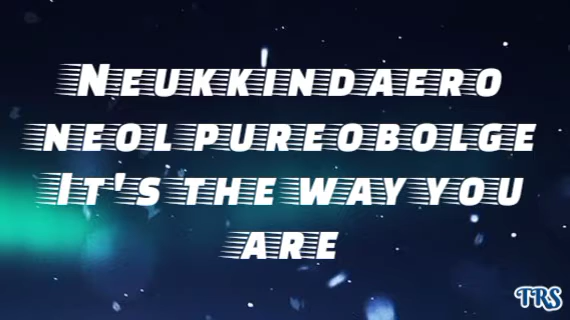 Neukkindaero
neol pureobolge
It's the way you
are
TRS